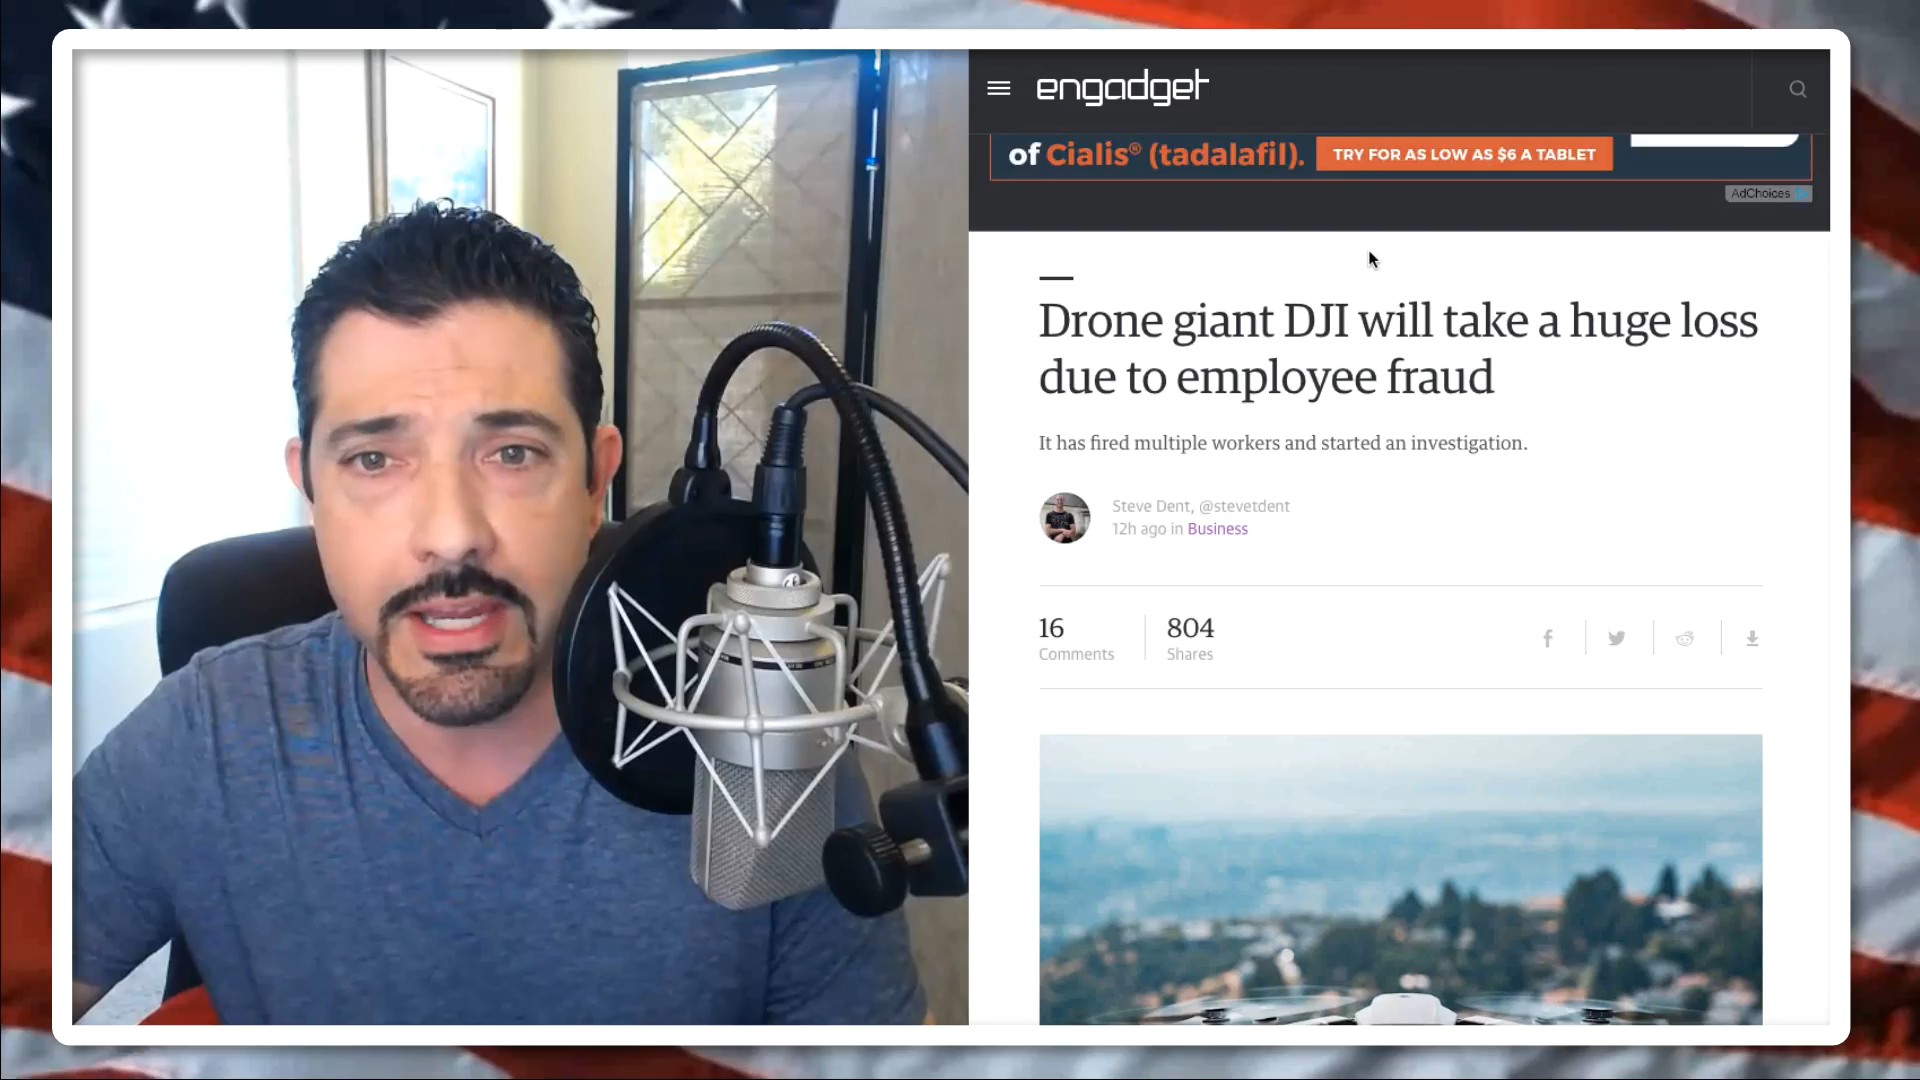 engadget
of Cialis® (tadalafil).
TRY FOR AS LOW AS $6 A TABLET
AdChoices
Drone giant DJI will take a huge loss
due to employee fraud
It has fired multiple workers and started an investigation.
Steve Dent, @stevetdent
12h ago in Business
16
Comments
804
Shares